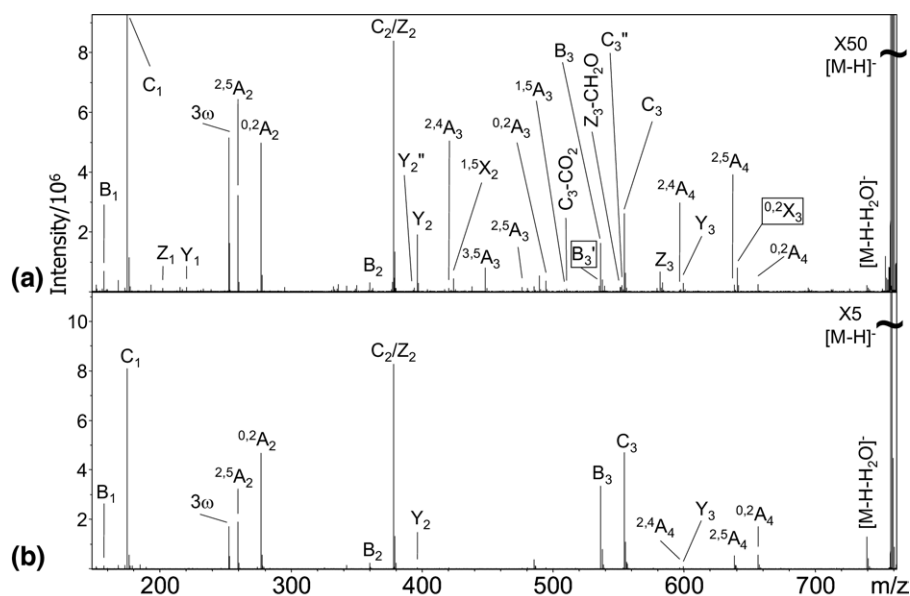 C₂/Z₂
X50
[M-H]⁻
C₃"
B₃
Z₃-CH₂O
C₃
C₁
²,⁵A₂
3ω
⁰,²A₂
²,⁴A₃
⁰,²A₃
¹,⁵A₃
Y₂"
¹,⁵X₂
C₃-CO₂
²,⁵A₄
²,⁴A₄
⁰,²X₃
[M-H-H₂O]⁻
B₁
Z₁
Y₁
Y₂
B₂
³,⁵A₃
²,⁵A₃
B₃'
Z₃
Y₃
⁰,²A₄
8
6
4
2
Intensity/10⁶
(a)
X5
[M-H]⁻
C₂/Z₂
C₁
⁰,²A₂
²,⁵A₂
3ω
B₁
B₂
Y₂
B₃
C₃
²,⁴A₄
Y₃
²,⁵A₄
⁰,²A₄
[M-H-H₂O]⁻
10
8
6
4
2
(b)
200 300 400 500 600 700 m/z